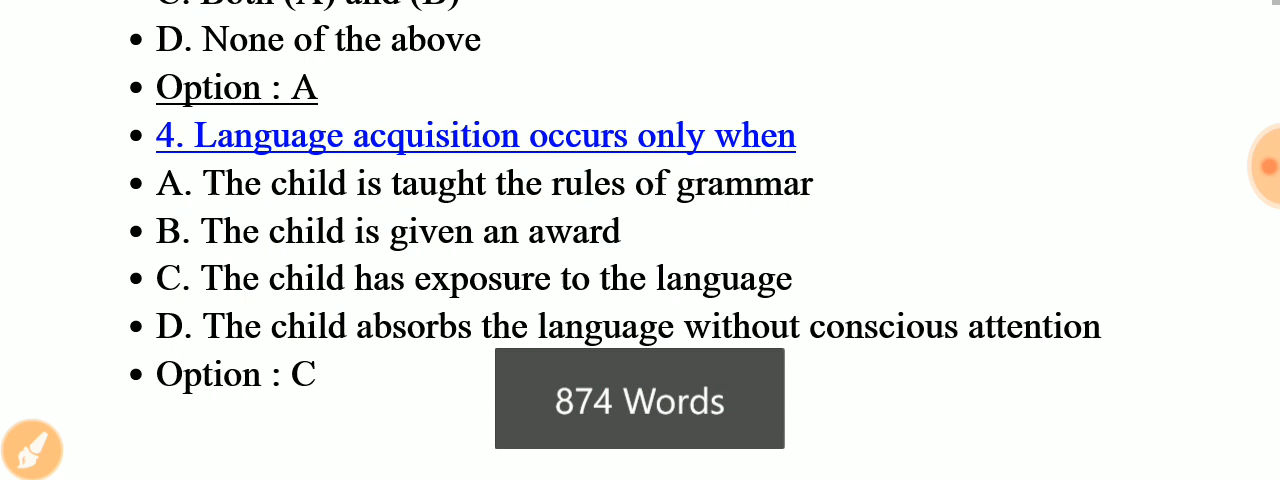 C. Both (A) and (B)
• D. None of the above
• Option : A
• 4. Language acquisition occurs only when
• A. The child is taught the rules of grammar
• B. The child is given an award
• C. The child has exposure to the language
• D. The child absorbs the language without conscious attention
• Option : C
874 Words